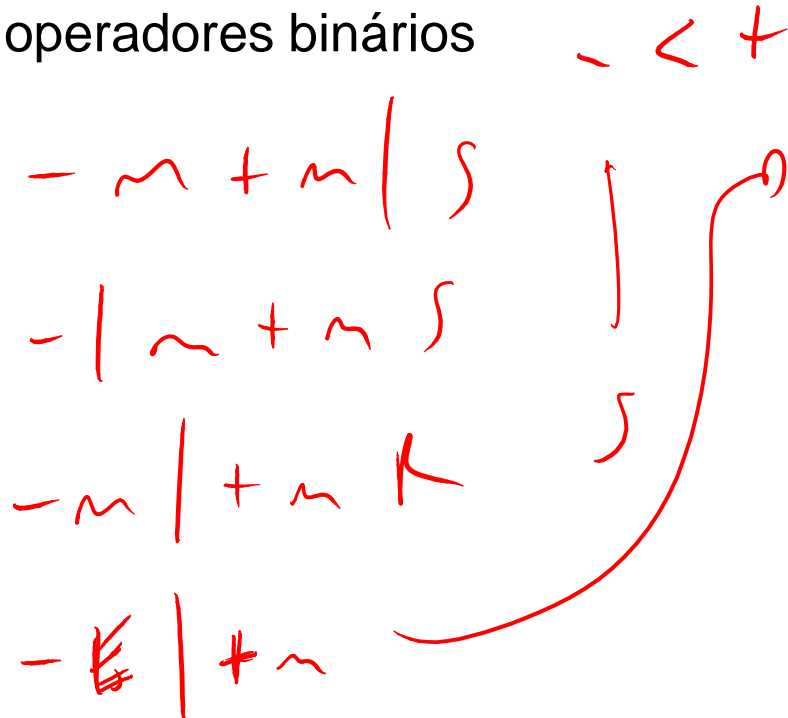 operadores binários
- < +
- m + m | S
- | m + m S
- m | + m R
S
- E | + m